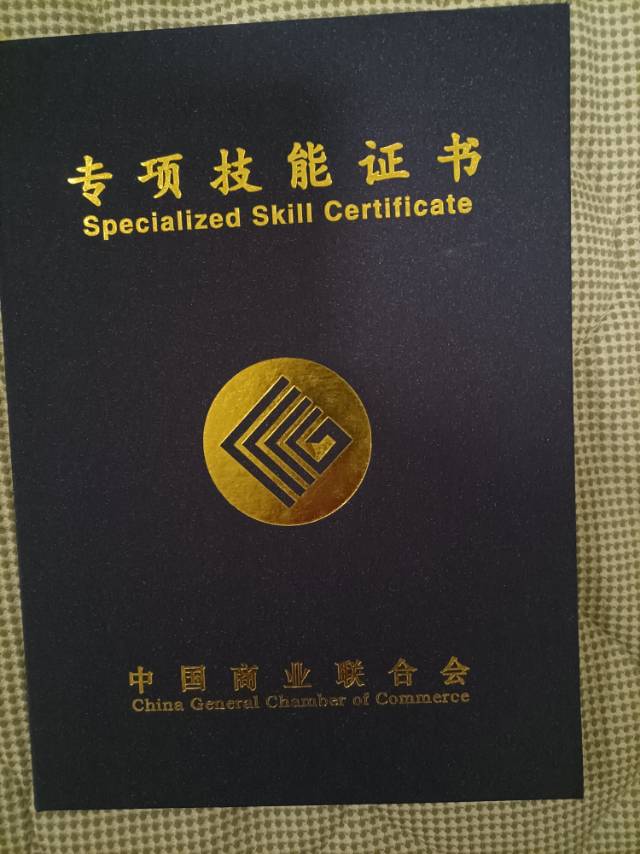 专项技能证书
Specialized Skill Certificate
中国商业联合会
China General Chamber of Commerce